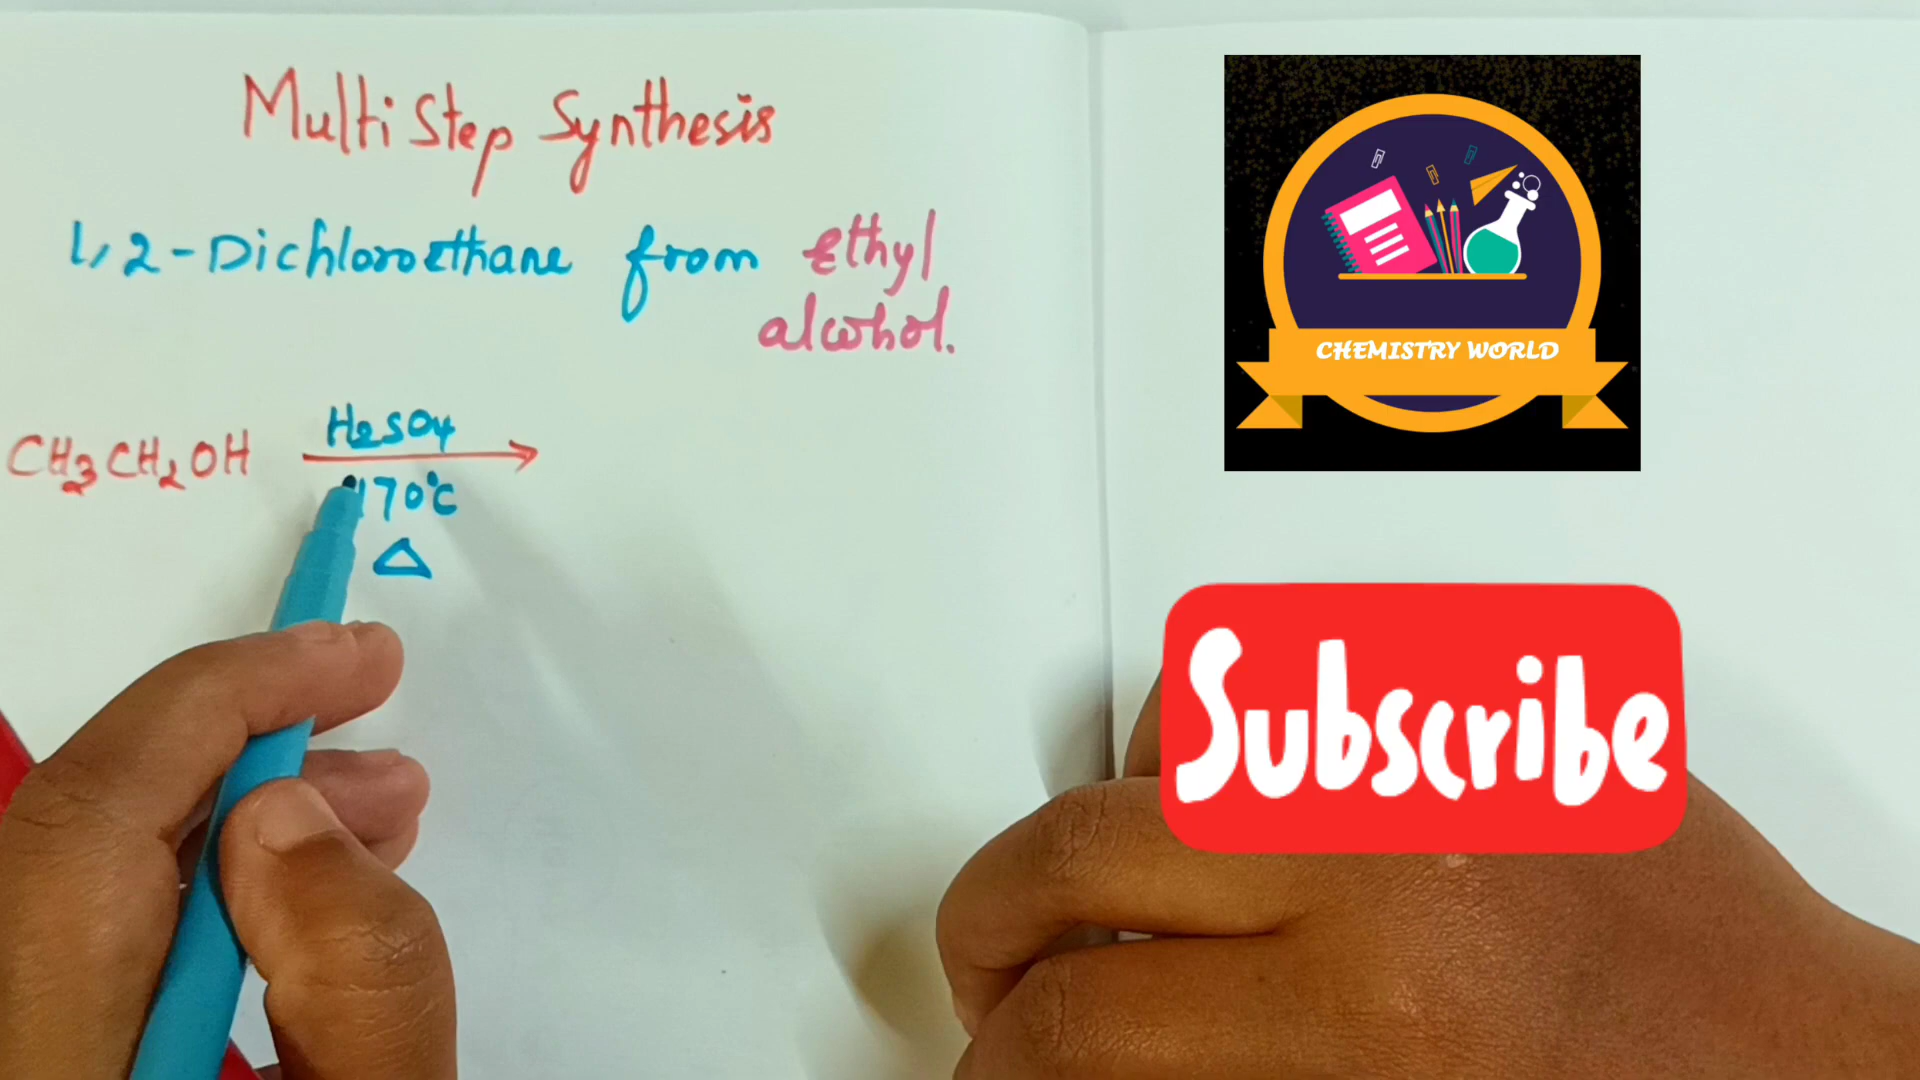 Multi Step Synthesis
1,2-Dichloroethane from Ethyl
alcohol.
CH3CH2OH
H2SO4
170°C
Δ
CHEMISTRY WORLD
Subscribe